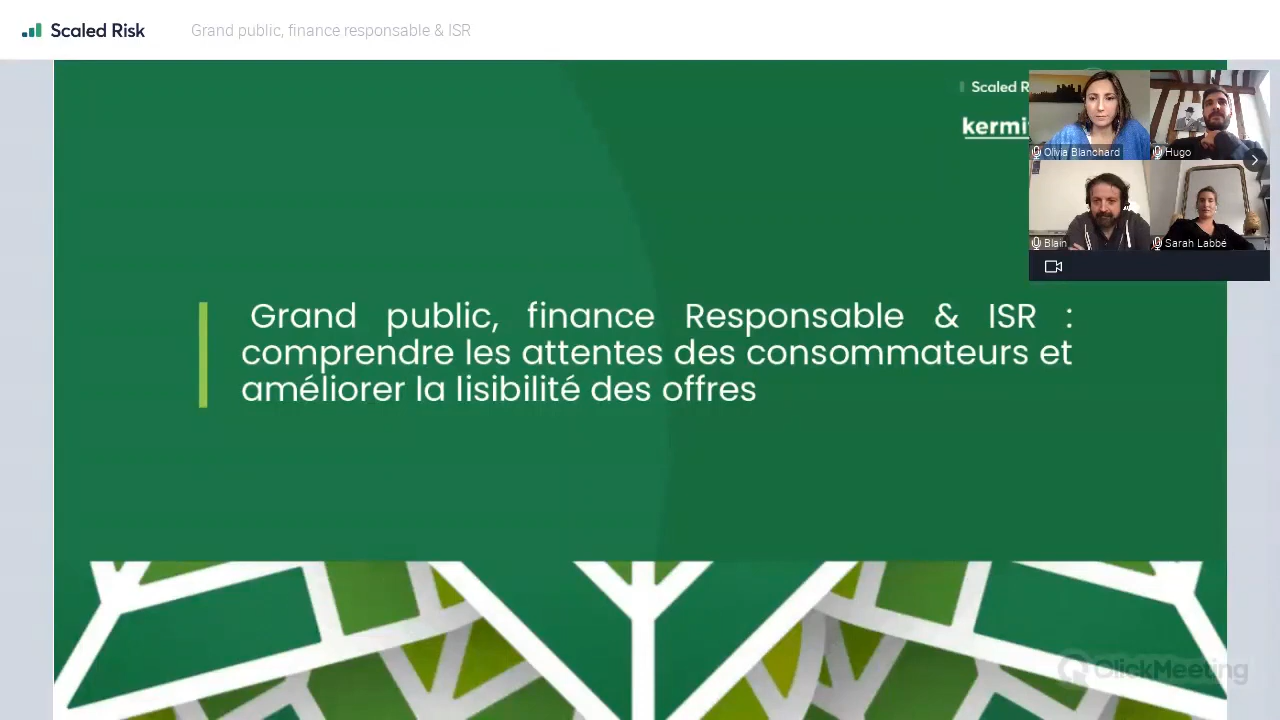 Scaled Risk
Grand public, finance responsable & ISR
Scaled R
kermi
Olivia Blanchard
Hugo
Blain
Sarah Labbé
Grand public, finance Responsable & ISR :
comprendre les attentes des consommateurs et
améliorer la lisibilité des offres
ClickMeeting